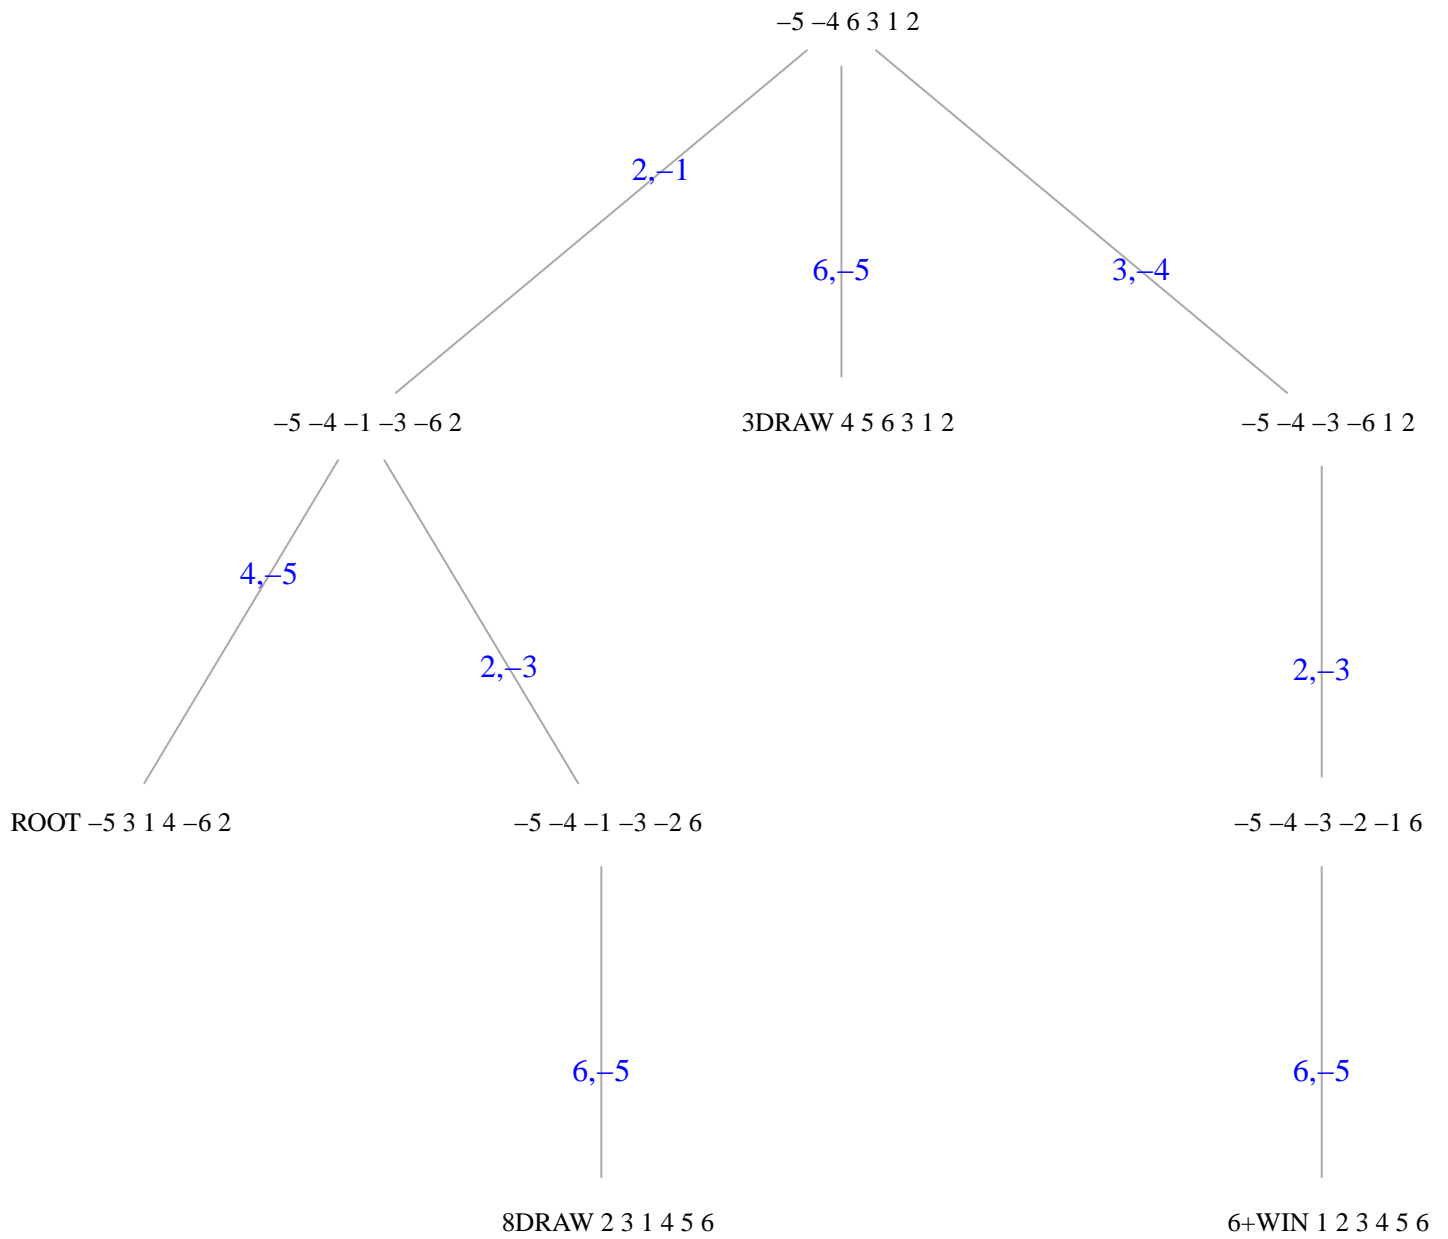 –5 –4 6 3 1 2
2,–1
6,–5
3,–4
–5 –4 –1 –3 –6 2
3DRAW 4 5 6 3 1 2
–5 –4 –3 –6 1 2
4,–5
2,–3
2,–3
ROOT –5 3 1 4 –6 2
–5 –4 –1 –3 –2 6
–5 –4 –3 –2 –1 6
6,–5
6,–5
8DRAW 2 3 1 4 5 6
6+WIN 1 2 3 4 5 6